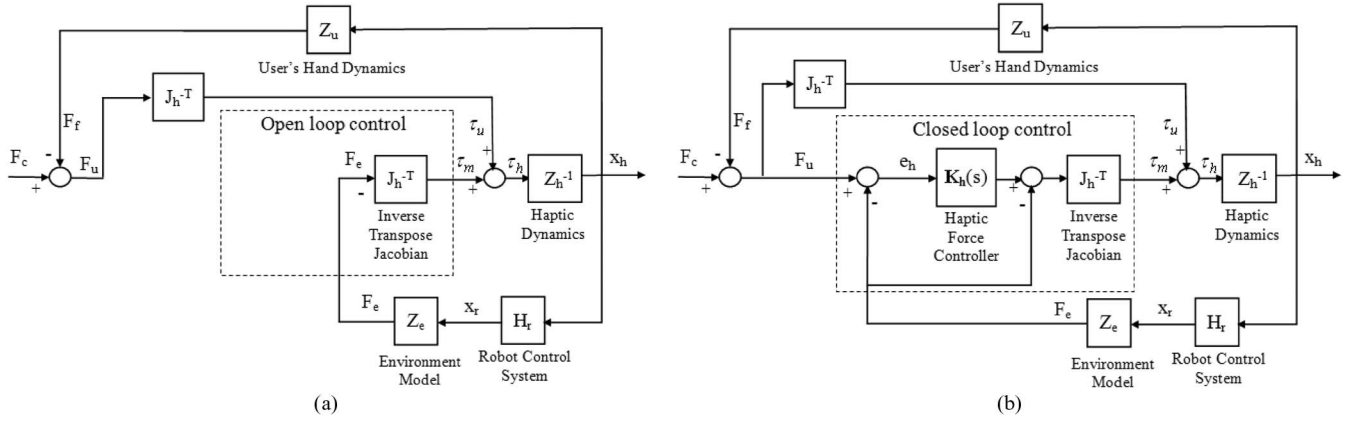 Z_u
User's Hand Dynamics
J_h^-T
F_f
-
Open loop control
F_c
+
F_u
F_e
-
J_h^-T
τ_m
+
τ_u
+
τ_h
Z_h^-1
x_h
Inverse
Transpose
Jacobian
Haptic
Dynamics
F_e
Z_e
x_r
H_r
Environment
Model
Robot Control
System
(a)
Z_u
User's Hand Dynamics
J_h^-T
F_f
-
Closed loop control
F_c
+
F_u
+
-
e_h
K_h(s)
+
-
J_h^-T
τ_m
+
τ_u
+
τ_h
Z_h^-1
x_h
Haptic
Force
Controller
Inverse
Transpose
Jacobian
Haptic
Dynamics
F_e
Z_e
x_r
H_r
Environment
Model
Robot Control
System
(b)